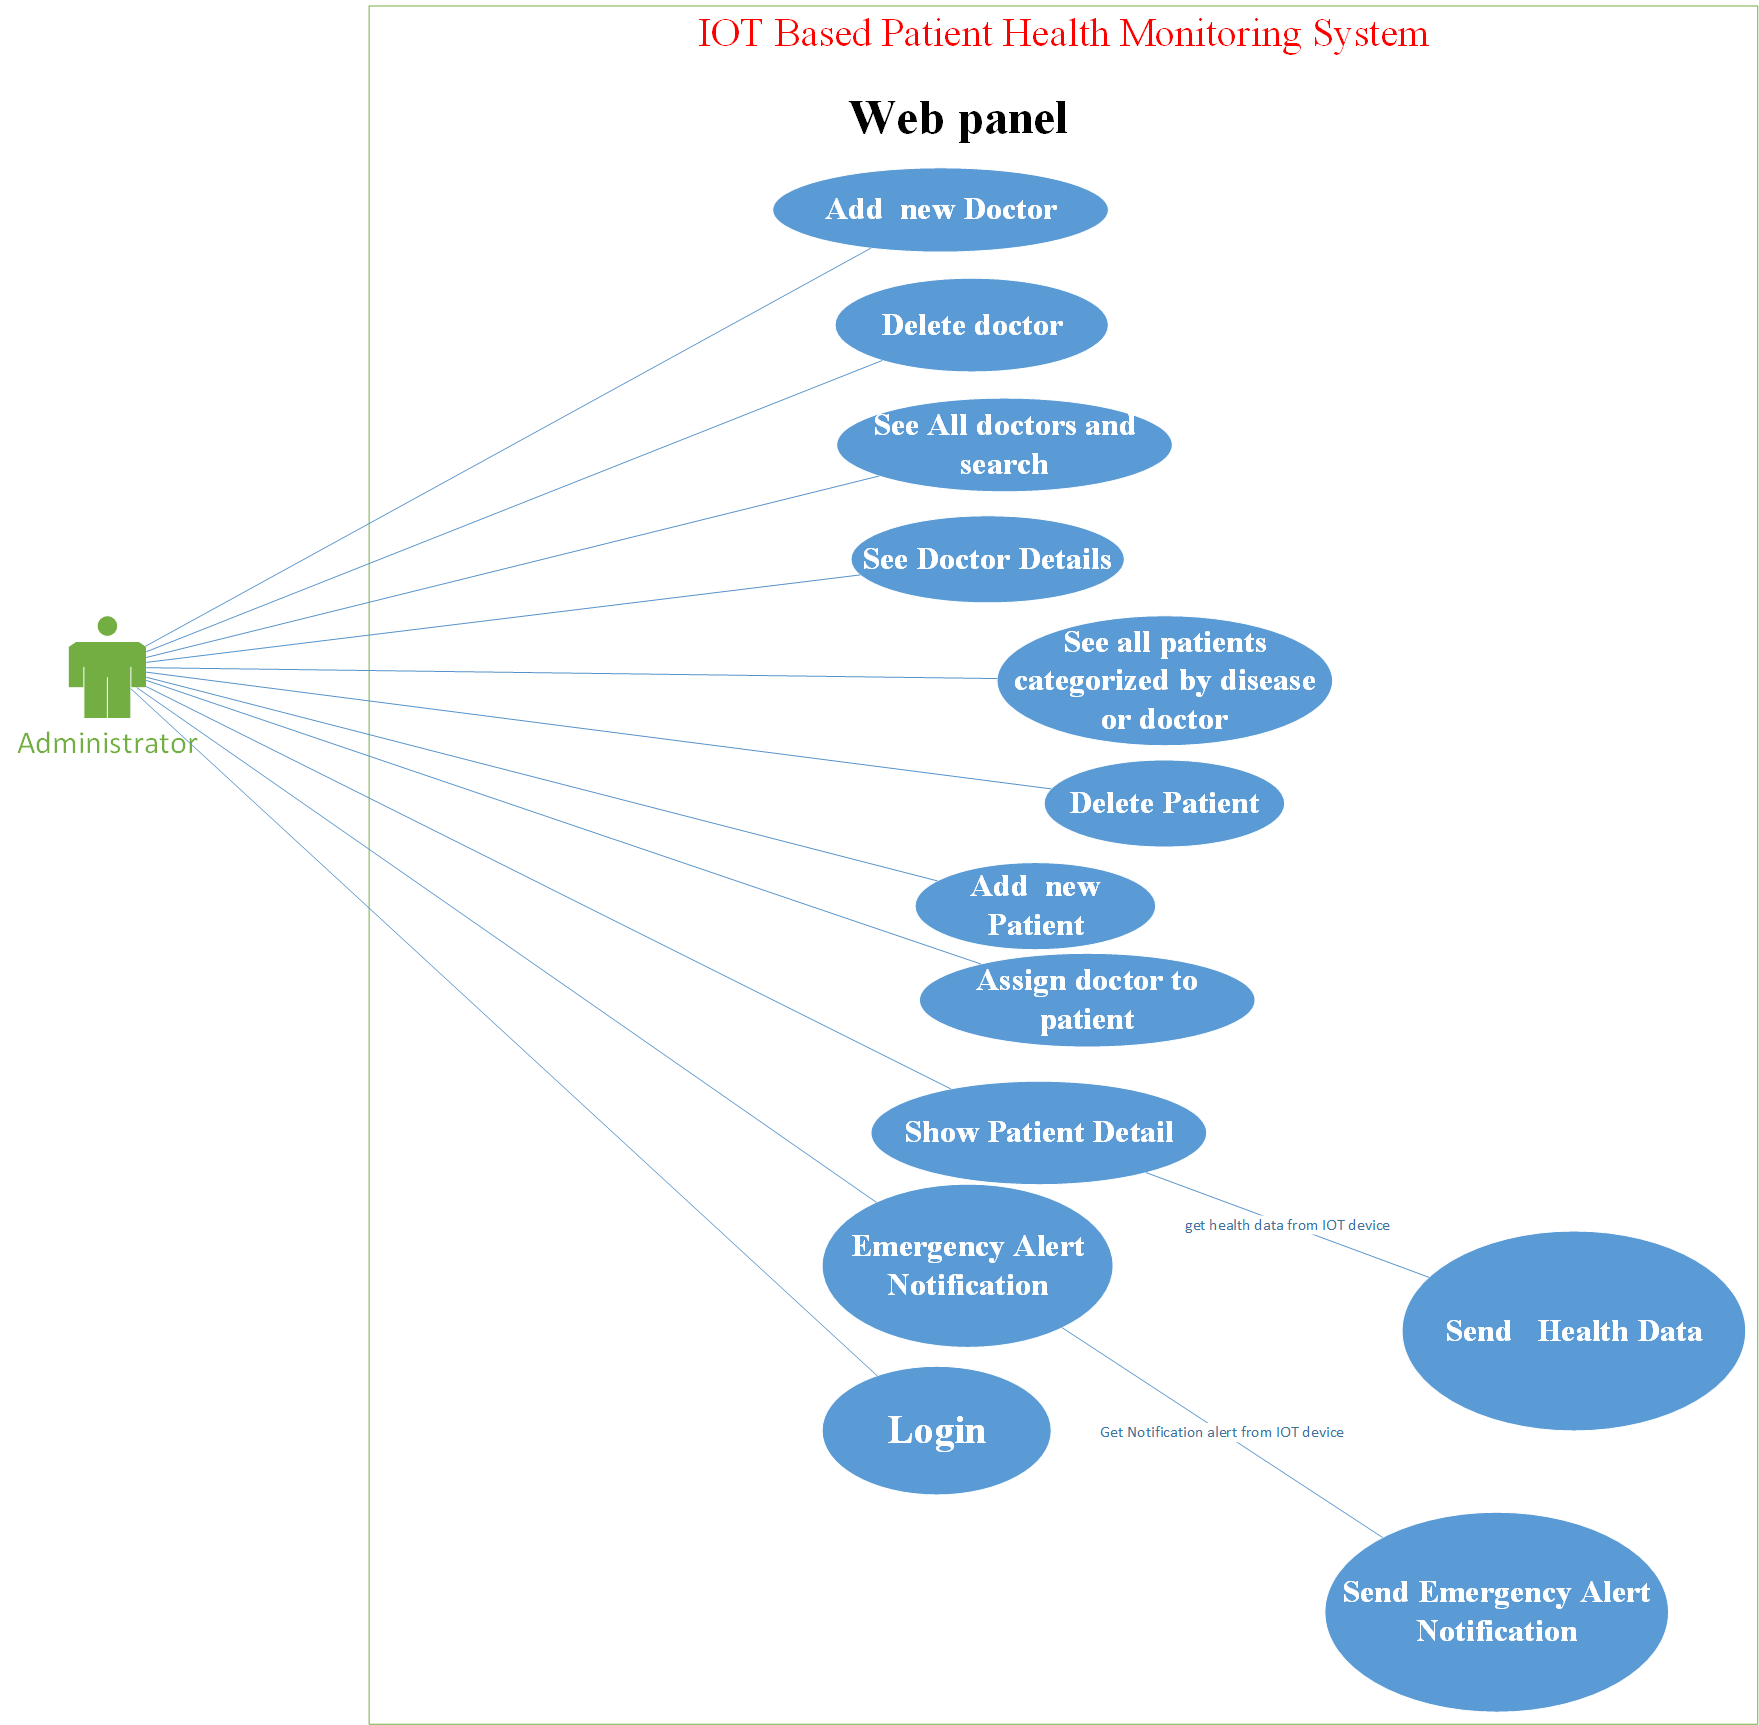 IOT Based Patient Health Monitoring System
Web panel
Add  new Doctor
Delete doctor
See All doctors and
search
See Doctor Details
See all patients
categorized by disease
or doctor
Administrator
Delete Patient
Add  new
Patient
Assign doctor to
patient
Show Patient Detail
get health data from IOT device
Emergency Alert
Notification
Send   Health Data
Login
Get Notification alert from IOT device
Send Emergency Alert
Notification